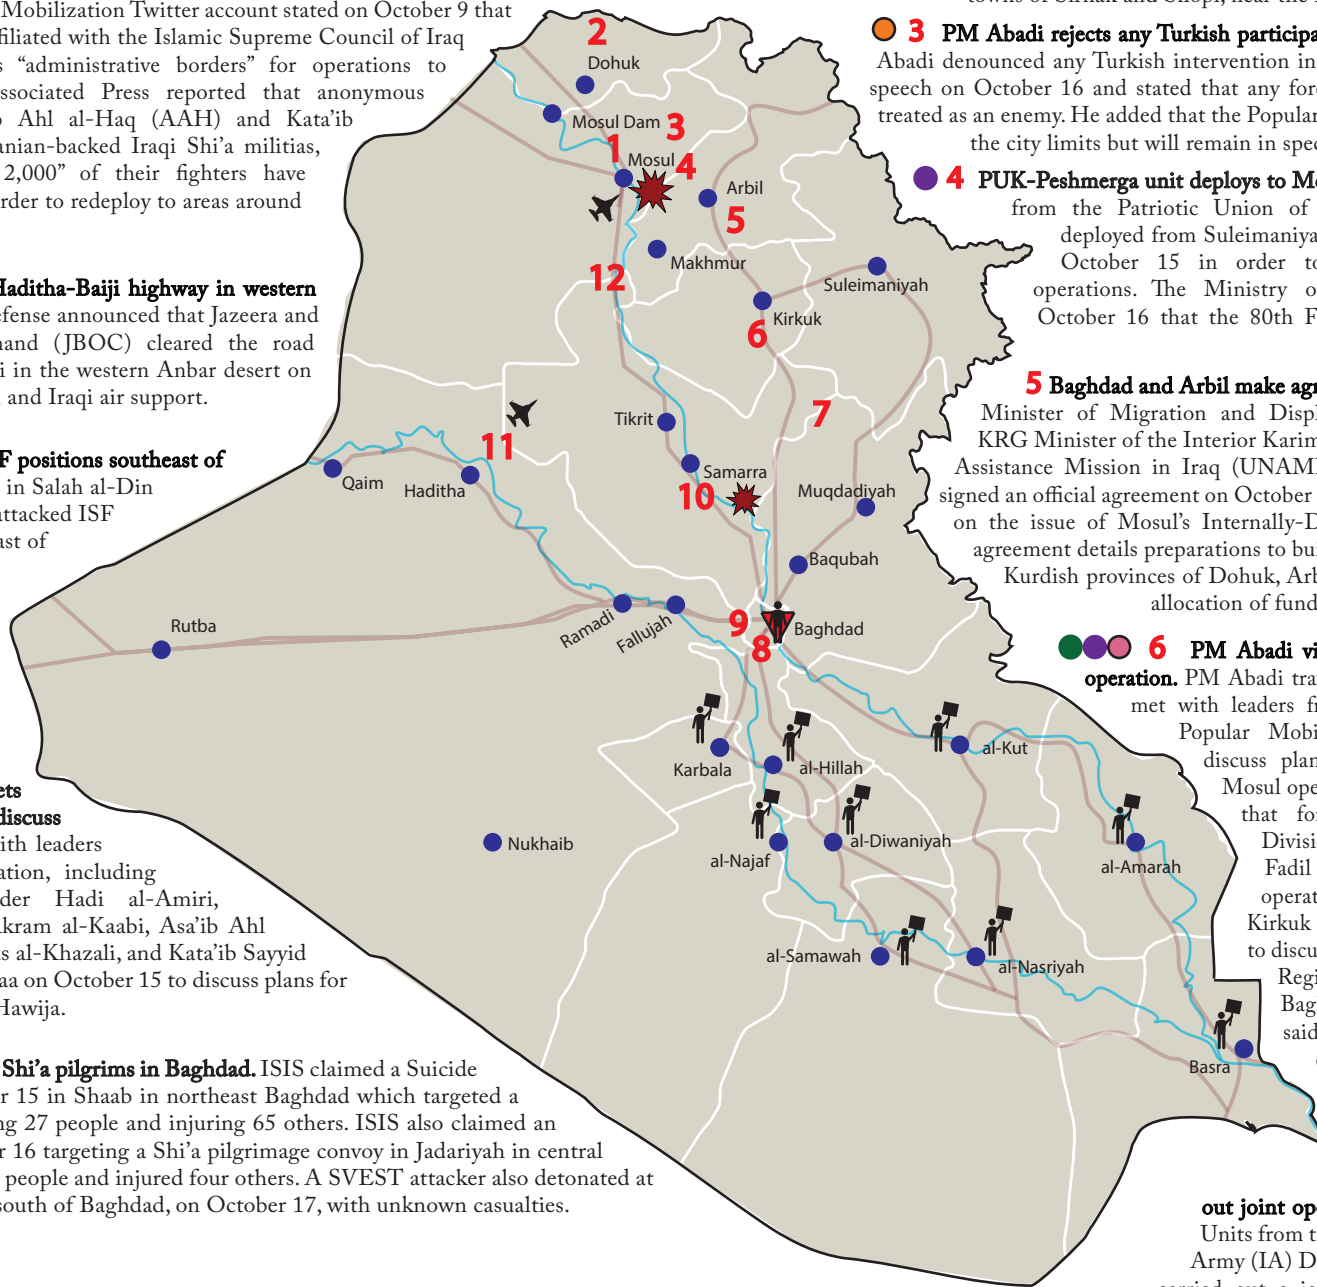 Mobilization Twitter account stated on October 9 that
filiated with the Islamic Supreme Council of Iraq
"administrative borders" for operations to
ssociated Press reported that anonymous
Ahl al-Haq (AAH) and Kata'ib
anian-backed Iraqi Shi'a militias,
2,000" of their fighters have
rder to redeploy to areas around
Haditha-Baiji highway in western
efense announced that Jazeera and
mand (JBOC) cleared the road
i in the western Anbar desert on
and Iraqi air support.
F positions southeast of
in Salah al-Din
attacked ISF
ast of
ets
discuss
ith leaders
ation, including
der Hadi al-Amiri,
Akram al-Kaabi, Asa'ib Ahl
s al-Khazali, and Kata'ib Sayyid
aa on October 15 to discuss plans for
Hawija.
Shi'a pilgrims in Baghdad. ISIS claimed a Suicide
r 15 in Shaab in northeast Baghdad which targeted a
ng 27 people and injuring 65 others. ISIS also claimed an
r 16 targeting a Shi'a pilgrimage convoy in Jadariyah in central
people and injured four others. A SVEST attacker also detonated at
south of Baghdad, on October 17, with unknown casualties.
2
Dohuk
Mosul Dam
3
1
Mosul
4
Arbil
5
Makhmur
12
Suleimaniyah
Kirkuk
6
7
Tikrit
11
Qaim
Haditha
Samarra
10
Muqdadiyah
Baqubah
Ramadi
Fallujah
9
Baghdad
8
Rutba
Karbala
al-Hillah
al-Kut
Nukhaib
al-Najaf
al-Diwaniyah
al-Amarah
al-Samawah
al-Nasriyah
Basra
towns of Sirnak and Silopi, near the
3 PM Abadi rejects any Turkish participa
Abadi denounced any Turkish intervention in
speech on October 16 and stated that any for
treated as an enemy. He added that the Popular
the city limits but will remain in spec
4 PUK-Peshmerga unit deploys to Mo
from the Patriotic Union of
deployed from Suleimaniya
October 15 in order to
operations. The Ministry o
October 16 that the 80th F
5 Baghdad and Arbil make agr
Minister of Migration and Displ
KRG Minister of the Interior Karim
Assistance Mission in Iraq (UNAMI
signed an official agreement on October
on the issue of Mosul's Internally-D
agreement details preparations to bui
Kurdish provinces of Dohuk, Arb
allocation of fund
6 PM Abadi vi
operation. PM Abadi tra
met with leaders f
Popular Mobi
discuss plan
Mosul ope
that for
Divisi
Fadil
operat
Kirkuk
to discu
Regi
Bag
said
out joint ope
Units from t
Army (IA) D
carried out a jo